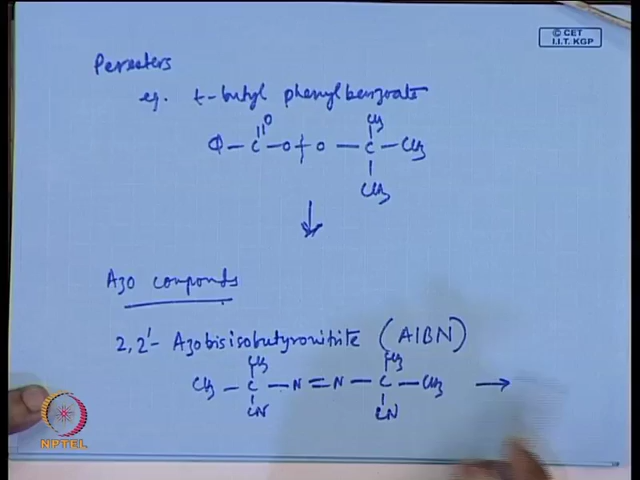 © CET
I.I.T. KGP
Peresters
eg. t-butyl phenylbenzoate
O
CH3
Φ — C — O — O — C — CH3
CH3
Azo compounds
2,2'- Azobisisobutyronitrite (AIBN)
CH3 CH3
CH3 — C — N = N — C — CH3 →
CN CN
NPTEL